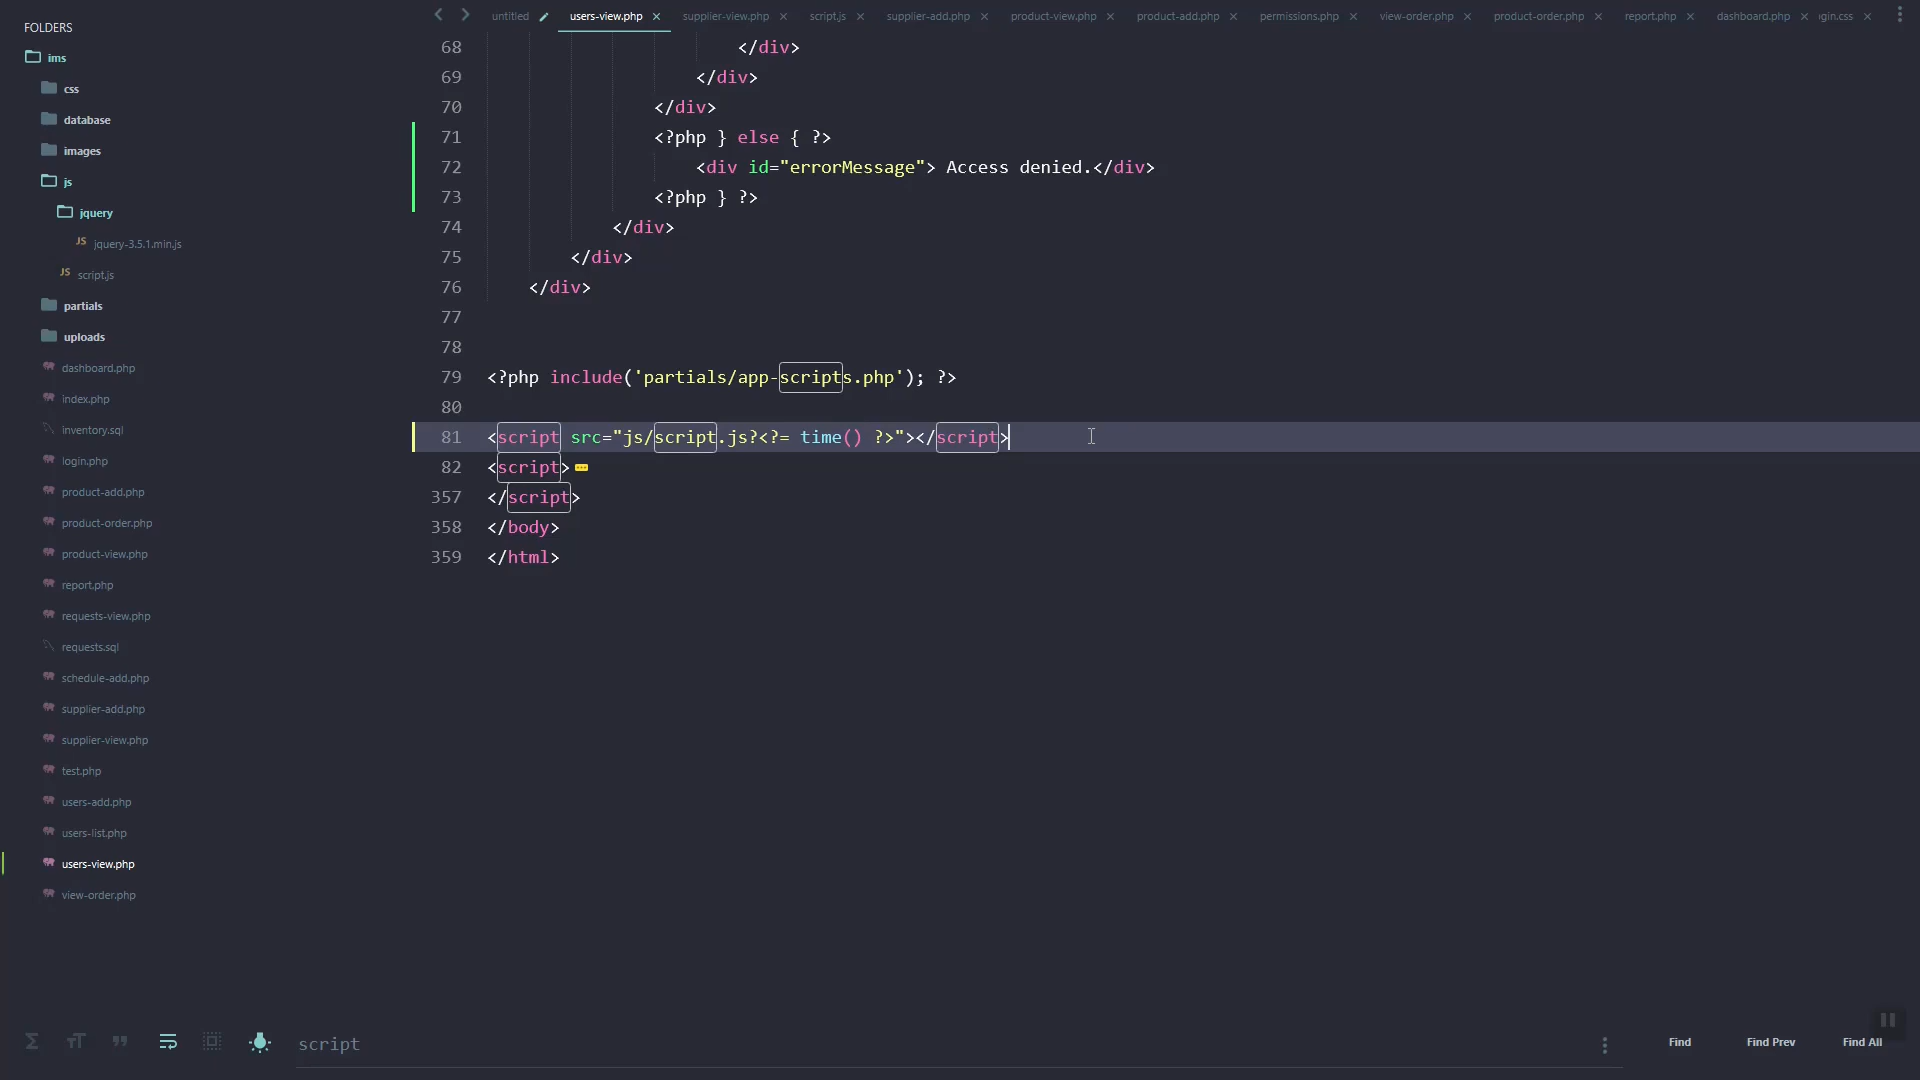 FOLDERS
ims
css
database
images
js
jquery
JS jquery-3.5.1.min.js
JS script.js
partials
uploads
dashboard.php
index.php
inventory.sql
login.php
product-add.php
product-order.php
product-view.php
report.php
requests-view.php
requests.sql
schedule-add.php
supplier-add.php
supplier-view.php
test.php
users-add.php
users-list.php
users-view.php
view-order.php
untitled users-view.php × supplier-view.php × script.js × supplier-add.php × product-view.php × product-add.php × permissions.php × view-order.php × product-order.php × report.php × dashboard.php × gin.css ×
68 </div>
69 </div>
70 </div>
71 <?php } else { ?>
72 <div id="errorMessage"> Access denied.</div>
73 <?php } ?>
74 </div>
75 </div>
76 </div>
77
78
79 <?php include('partials/app-scripts.php'); ?>
80
81 <script src="js/script.js?<?= time() ?>"></script>
82 <script>
357 </script>
358 </body>
359 </html>
script
Find Find Prev Find All